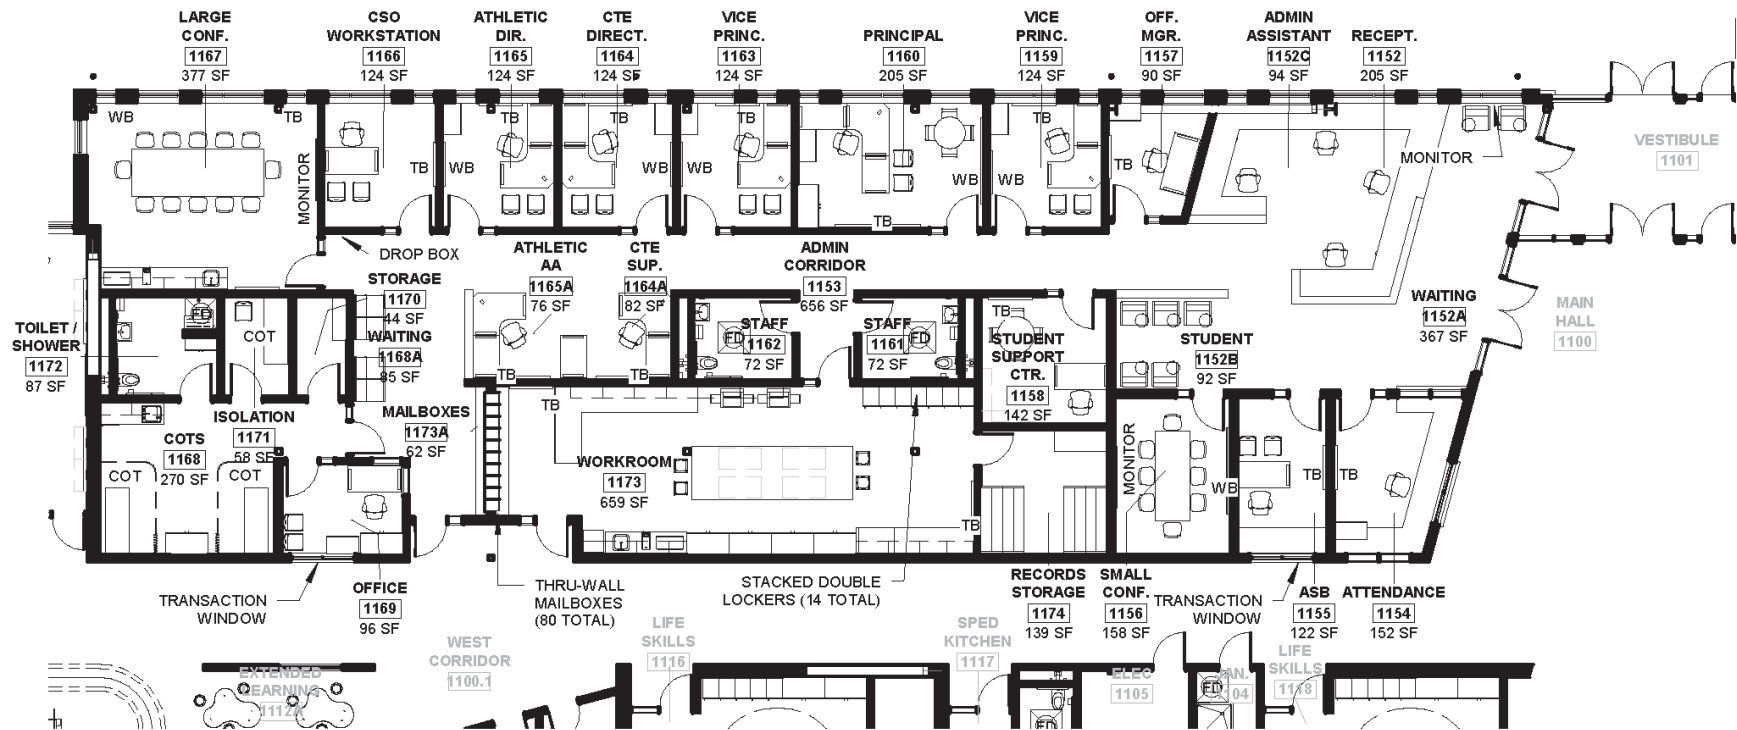 LARGE
CONF.
1167
377 SF
CSO
WORKSTATION
1166
124 SF
ATHLETIC
DIR.
1165
124 SF
CTE
DIRECT.
1164
124 SF
VICE
PRINC.
1163
124 SF
PRINCIPAL
1160
205 SF
VICE
PRINC.
1159
124 SF
OFF.
MGR.
1157
90 SF
ADMIN
ASSISTANT
1152C
94 SF
RECEPT.
1152
205 SF
WB
TB
MONITOR
TB
WB
TB
TB
WB
TB
WB
TB
WB
TB
TB
MONITOR
VESTIBULE
1101
DROP BOX
ATHLETIC
AA
1165A
76 SF
CTE
SUP.
1164A
82 SF
ADMIN
CORRIDOR
1153
656 SF
STORAGE
1170
44 SF
WAITING
1168A
85 SF
TOILET /
SHOWER
1172
87 SF
FD
COT
TB
TB
STAFF
1162
72 SF
FD
STAFF
1161
72 SF
FD
TB
STUDENT
SUPPORT
CTR.
1158
142 SF
STUDENT
1152B
92 SF
WAITING
1152A
367 SF
MAIN
HALL
1100
ISOLATION
1171
58 SF
MAILBOXES
1173A
62 SF
COTS
1168
270 SF
COT
COT
TB
WORKROOM
1173
659 SF
TB
MONITOR
WB
TB
TB
TRANSACTION
WINDOW
OFFICE
1169
96 SF
THRU-WALL
MAILBOXES
(80 TOTAL)
STACKED DOUBLE
LOCKERS (14 TOTAL)
RECORDS
STORAGE
1174
139 SF
SMALL
CONF.
1156
158 SF
TRANSACTION
WINDOW
ASB
1155
122 SF
ATTENDANCE
1154
152 SF
WEST
CORRIDOR
1100.1
LIFE
SKILLS
1116
SPED
KITCHEN
1117
EXTENDED
LEARNING
1112A
ELEC
1105
FD
LIFE
SKILLS
1118
FD